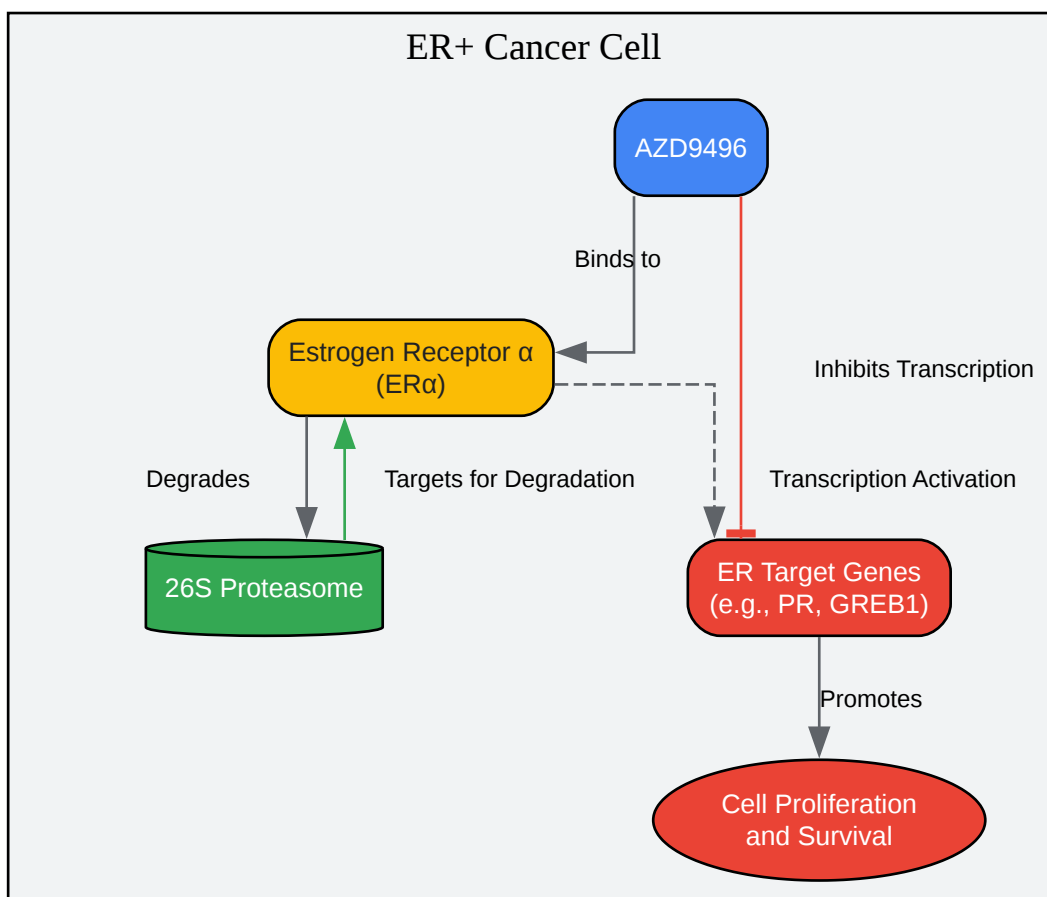 ER+ Cancer Cell
AZD9496
Binds to
Estrogen Receptor α
(ERα)
Inhibits Transcription
Degrades
Targets for Degradation
Transcription Activation
26S Proteasome
ER Target Genes
(e.g., PR, GREB1)
Promotes
Cell Proliferation
and Survival